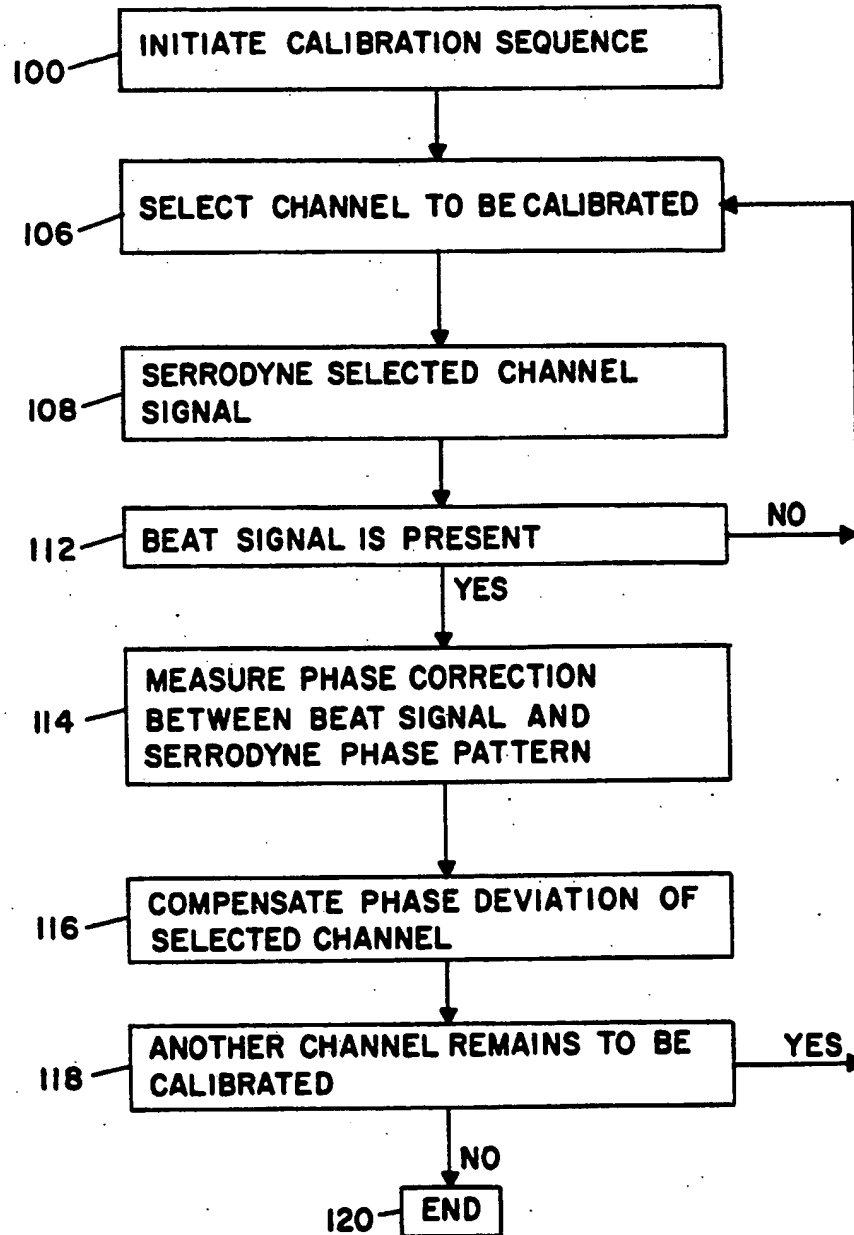 INITIATE CALIBRATION SEQUENCE
100
SELECT CHANNEL TO BE CALIBRATED
106
SERRODYNE SELECTED CHANNEL
SIGNAL
108
BEAT SIGNAL IS PRESENT
NO
112
YES
MEASURE PHASE CORRECTION
BETWEEN BEAT SIGNAL AND
SERRODYNE PHASE PATTERN
114
COMPENSATE PHASE DEVIATION OF
SELECTED CHANNEL
116
ANOTHER CHANNEL REMAINS TO BE
CALIBRATED
YES
118
NO
END
120